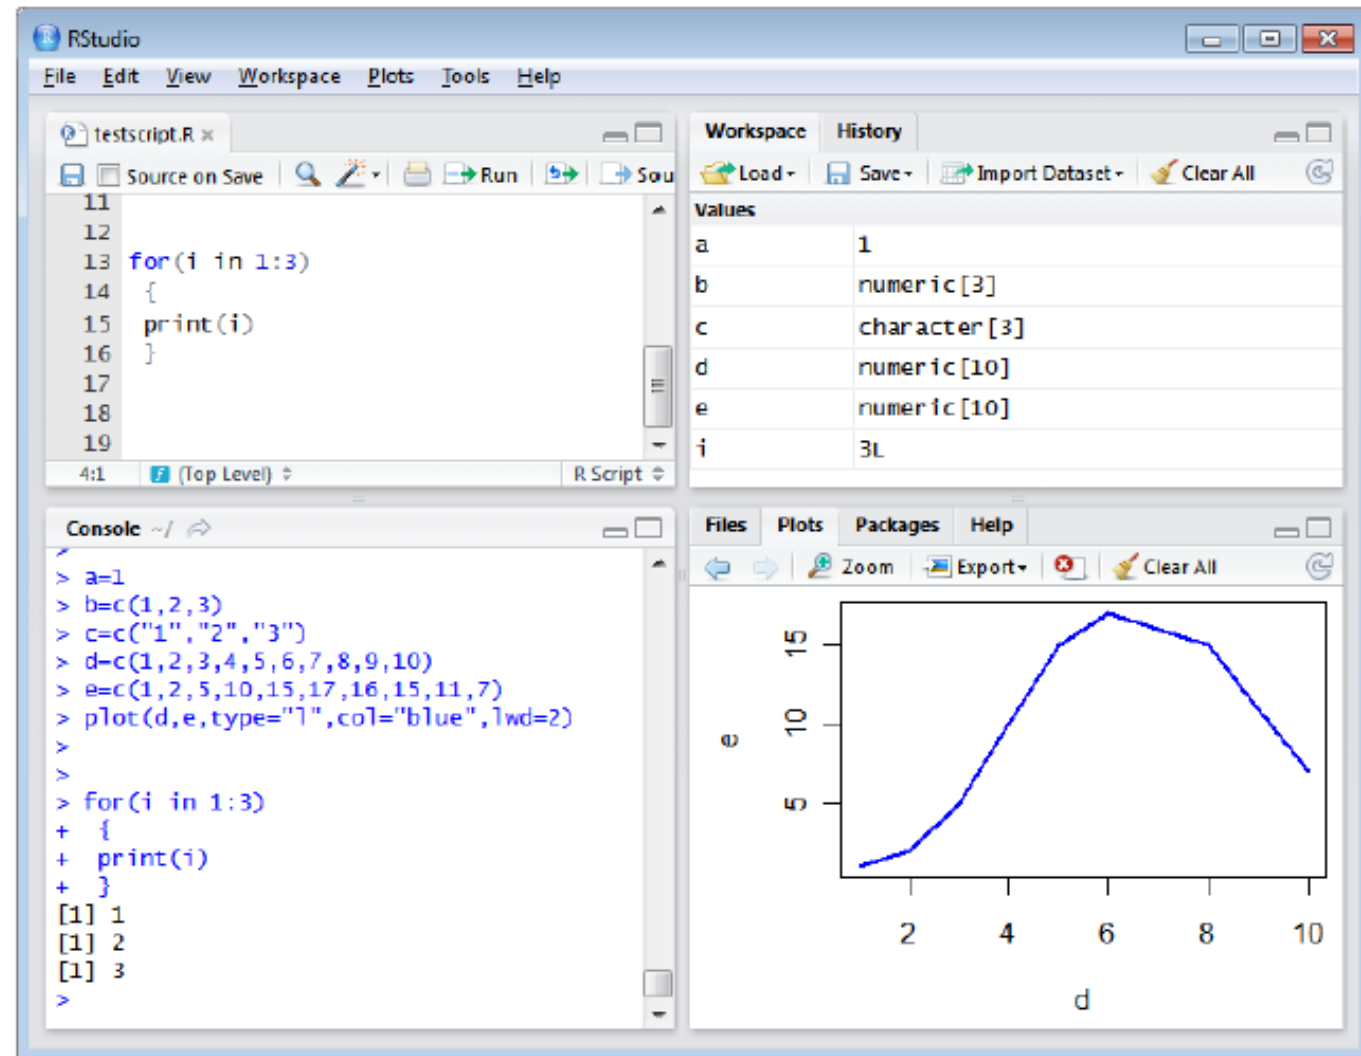 RStudio
File Edit View Workspace Plots Tools Help
testscript.R
Source on Save Run Sou
11
12
13 for(i in 1:3)
14 {
15 print(i)
16 }
17
18
19
4:1 (Top Level) R Script
Workspace History
Load Save Import Dataset Clear All
Values
a 1
b numeric[3]
c character[3]
d numeric[10]
e numeric[10]
i 3L
Console ~/
>
> a=1
> b=c(1,2,3)
> c=c("1","2","3")
> d=c(1,2,3,4,5,6,7,8,9,10)
> e=c(1,2,5,10,15,17,16,15,11,7)
> plot(d,e,type="l",col="blue",lwd=2)
>
>
> for(i in 1:3)
+ {
+ print(i)
+ }
[1] 1
[1] 2
[1] 3
>
Files Plots Packages Help
Zoom Export Clear All
15
10
5
e
2 4 6 8 10
d